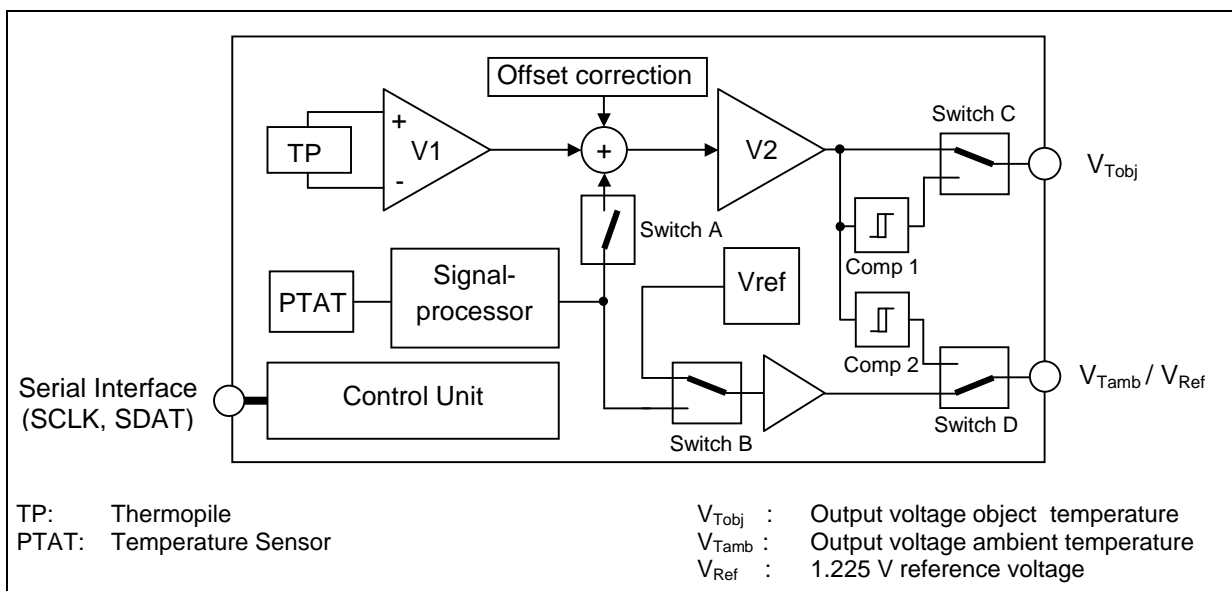 Offset correction
Switch C
+
TP
V1
-
+
V2
VTobj
Switch A
Comp 1
PTAT
Signal-
processor
Vref
Comp 2
Serial Interface
(SCLK, SDAT)
Control Unit
Switch B
Switch D
VTamb / VRef
TP: Thermopile
PTAT: Temperature Sensor
VTobj : Output voltage object temperature
VTamb : Output voltage ambient temperature
VRef : 1.225 V reference voltage